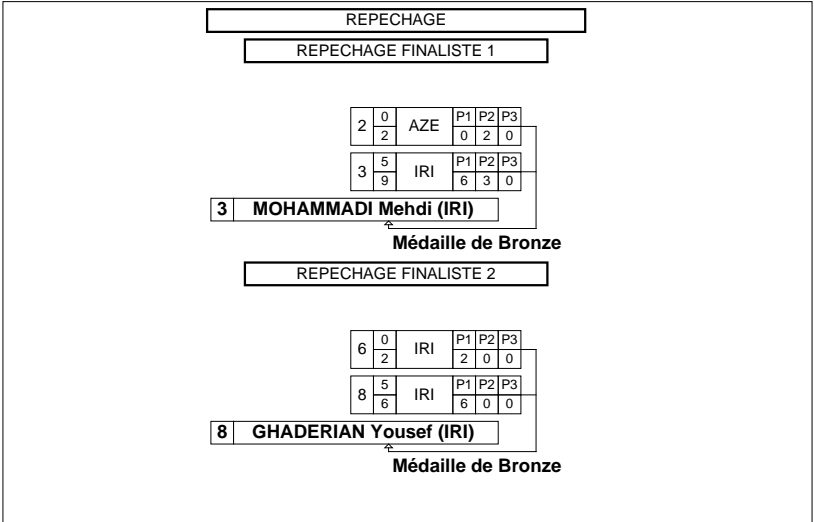 REPECHAGE
REPECHAGE FINALISTE 1
2 0 AZE P1 P2 P3
2 0 2 0
3 5 IRI P1 P2 P3
9 6 3 0
3 MOHAMMADI Mehdi (IRI)
Médaille de Bronze
REPECHAGE FINALISTE 2
6 0 IRI P1 P2 P3
2 2 0 0
8 5 IRI P1 P2 P3
6 6 0 0
8 GHADERIAN Yousef (IRI)
Médaille de Bronze